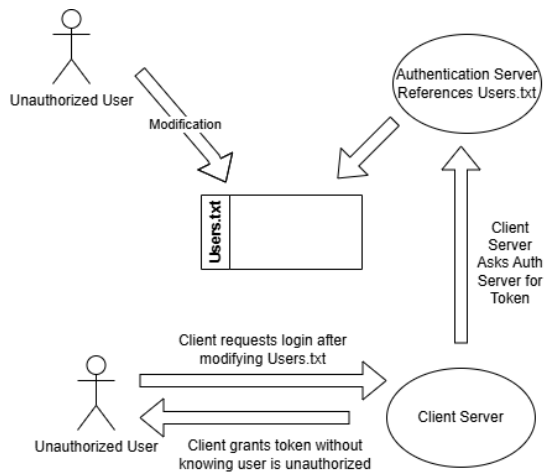 Unauthorized User
Modification
Authentication Server
References Users.txt
Users.txt
Client
Server
Asks Auth
Server for
Token
Client requests login after
modifying Users.txt
Unauthorized User
Client Server
Client grants token without
knowing user is unauthorized